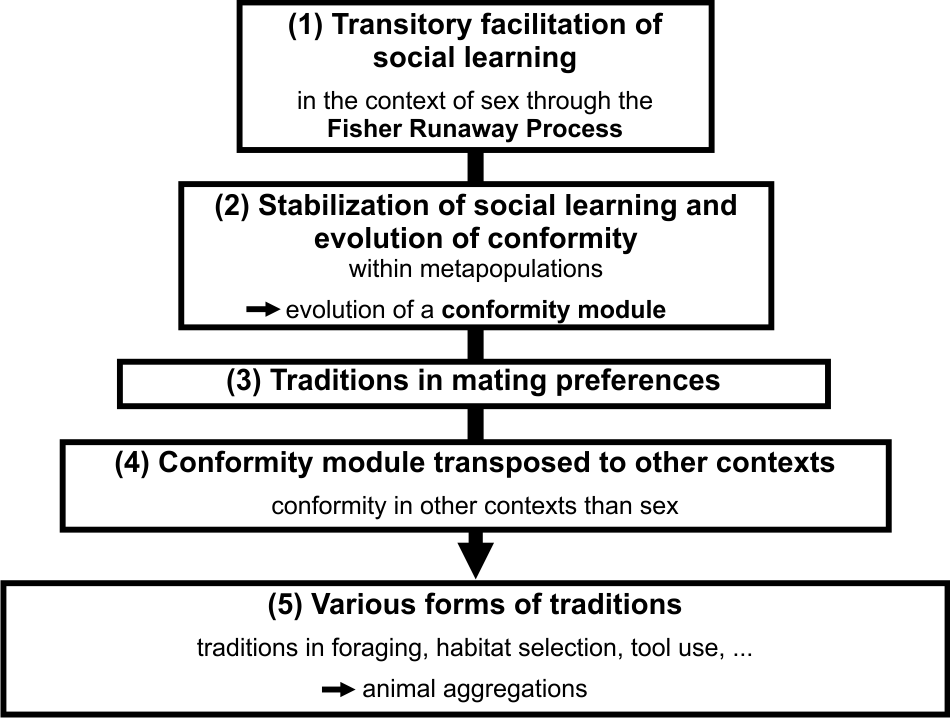 (1) Transitory facilitation of
social learning
in the context of sex through the
Fisher Runaway Process
(2) Stabilization of social learning and
evolution of conformity
within metapopulations
➞ evolution of a conformity module
(3) Traditions in mating preferences
(4) Conformity module transposed to other contexts
conformity in other contexts than sex
(5) Various forms of traditions
traditions in foraging, habitat selection, tool use, ...
➞ animal aggregations